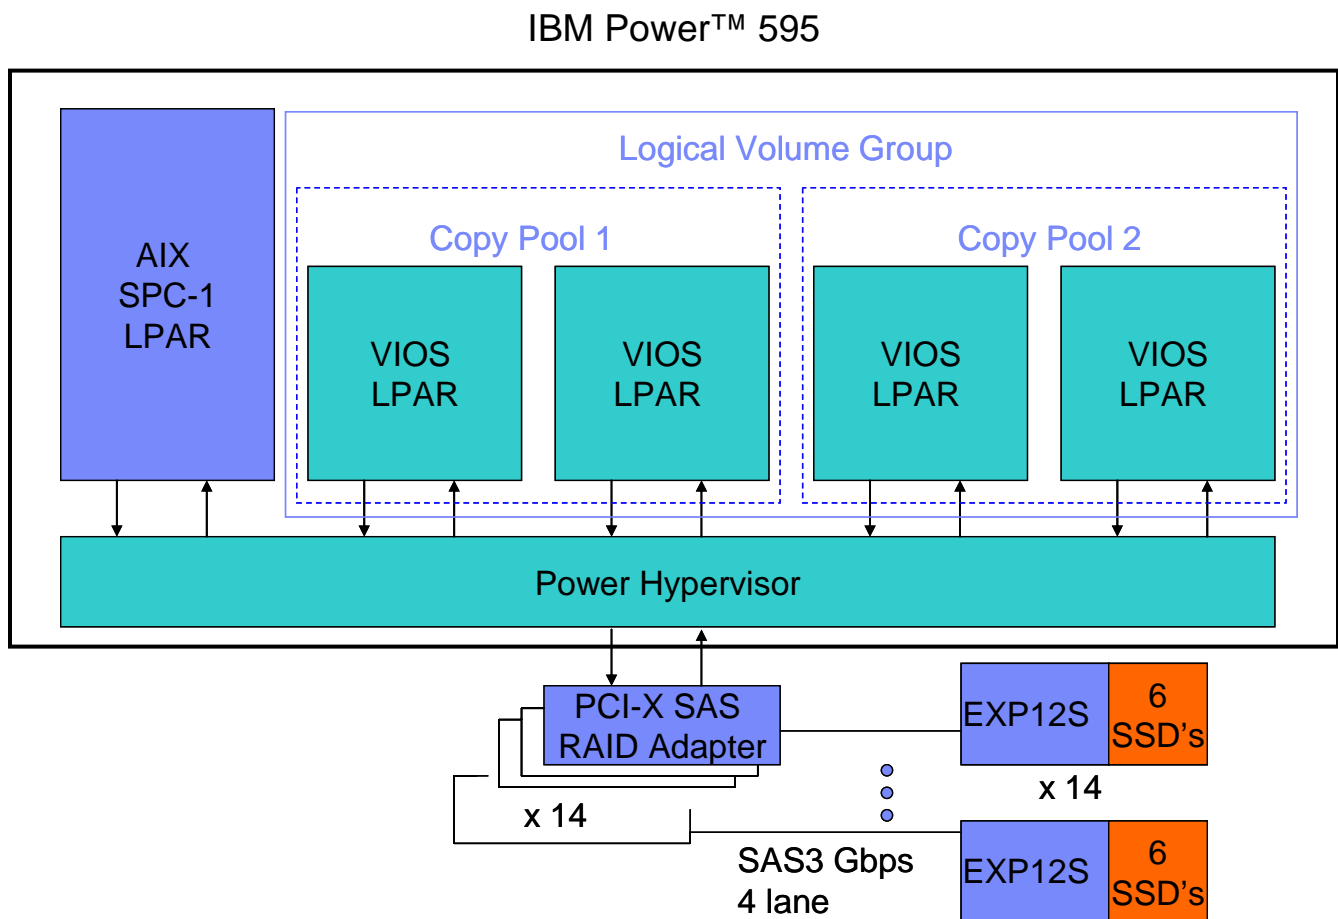 IBM Power™ 595
Logical Volume Group
Copy Pool 1
Copy Pool 2
AIX
SPC-1
LPAR
VIOS
LPAR
VIOS
LPAR
VIOS
LPAR
VIOS
LPAR
Power Hypervisor
PCI-X SAS
RAID Adapter
EXP12S
6
SSD's
x 14
x 14
SAS3 Gbps
4 lane
EXP12S
6
SSD's